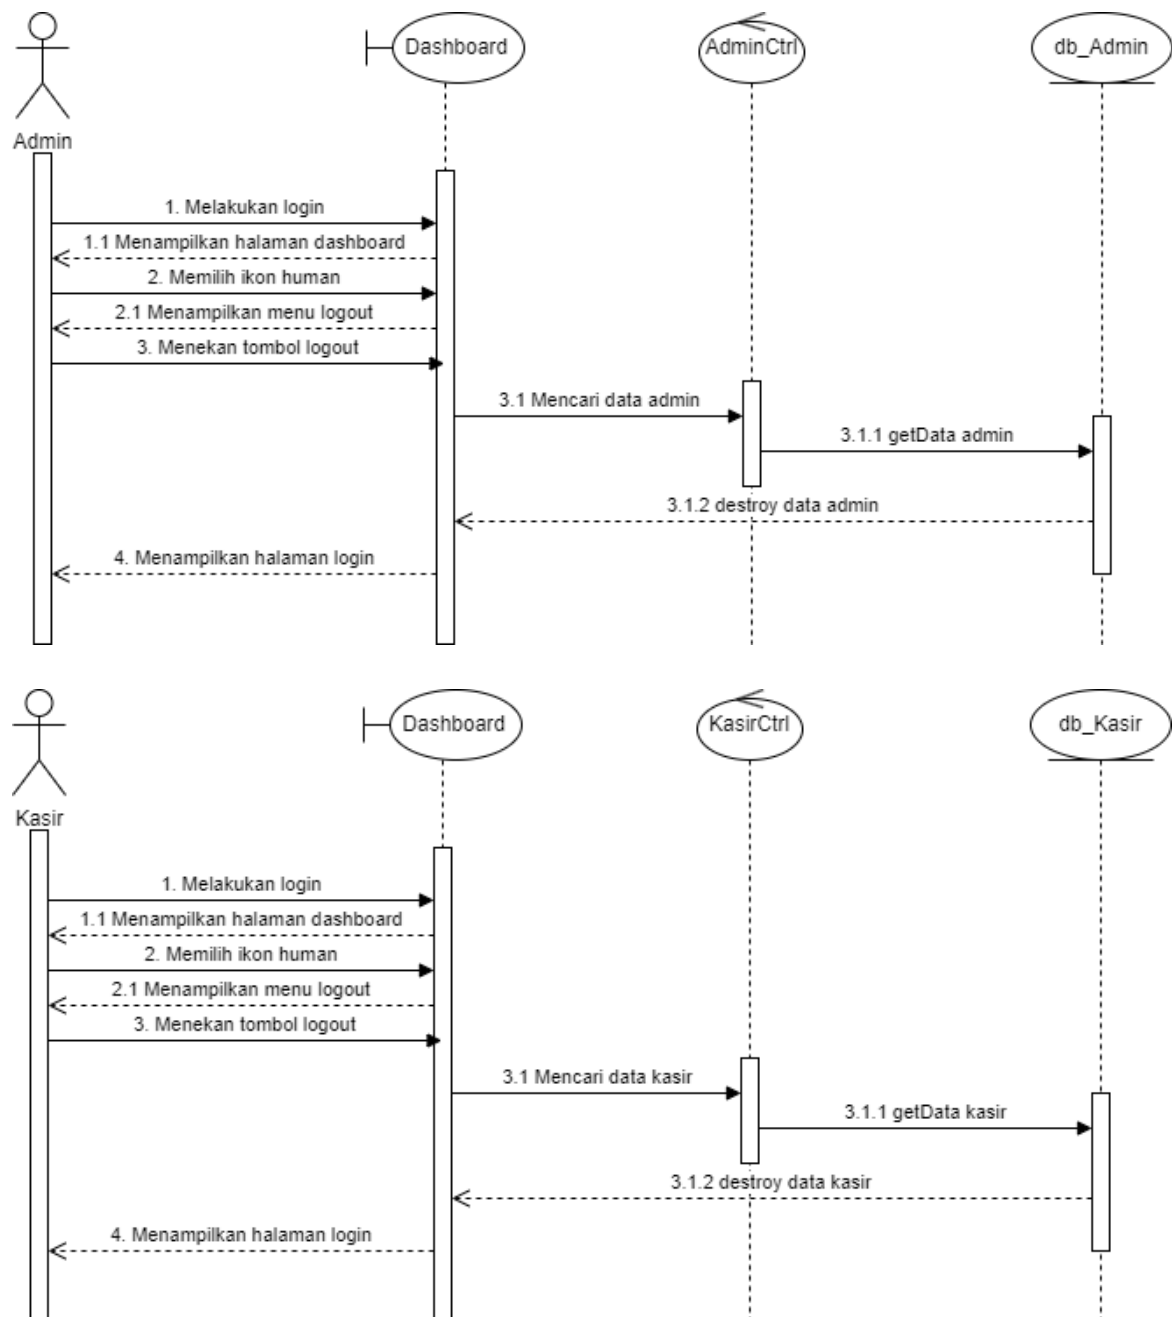 Dashboard
AdminCtrl
db_Admin
Admin
1. Melakukan login
1.1 Menampilkan halaman dashboard
2. Memilih ikon human
2.1 Menampilkan menu logout
3. Menekan tombol logout
3.1 Mencari data admin
3.1.1 getData admin
3.1.2 destroy data admin
4. Menampilkan halaman login
Dashboard
KasirCtrl
db_Kasir
Kasir
1. Melakukan login
1.1 Menampilkan halaman dashboard
2. Memilih ikon human
2.1 Menampilkan menu logout
3. Menekan tombol logout
3.1 Mencari data kasir
3.1.1 getData kasir
3.1.2 destroy data kasir
4. Menampilkan halaman login